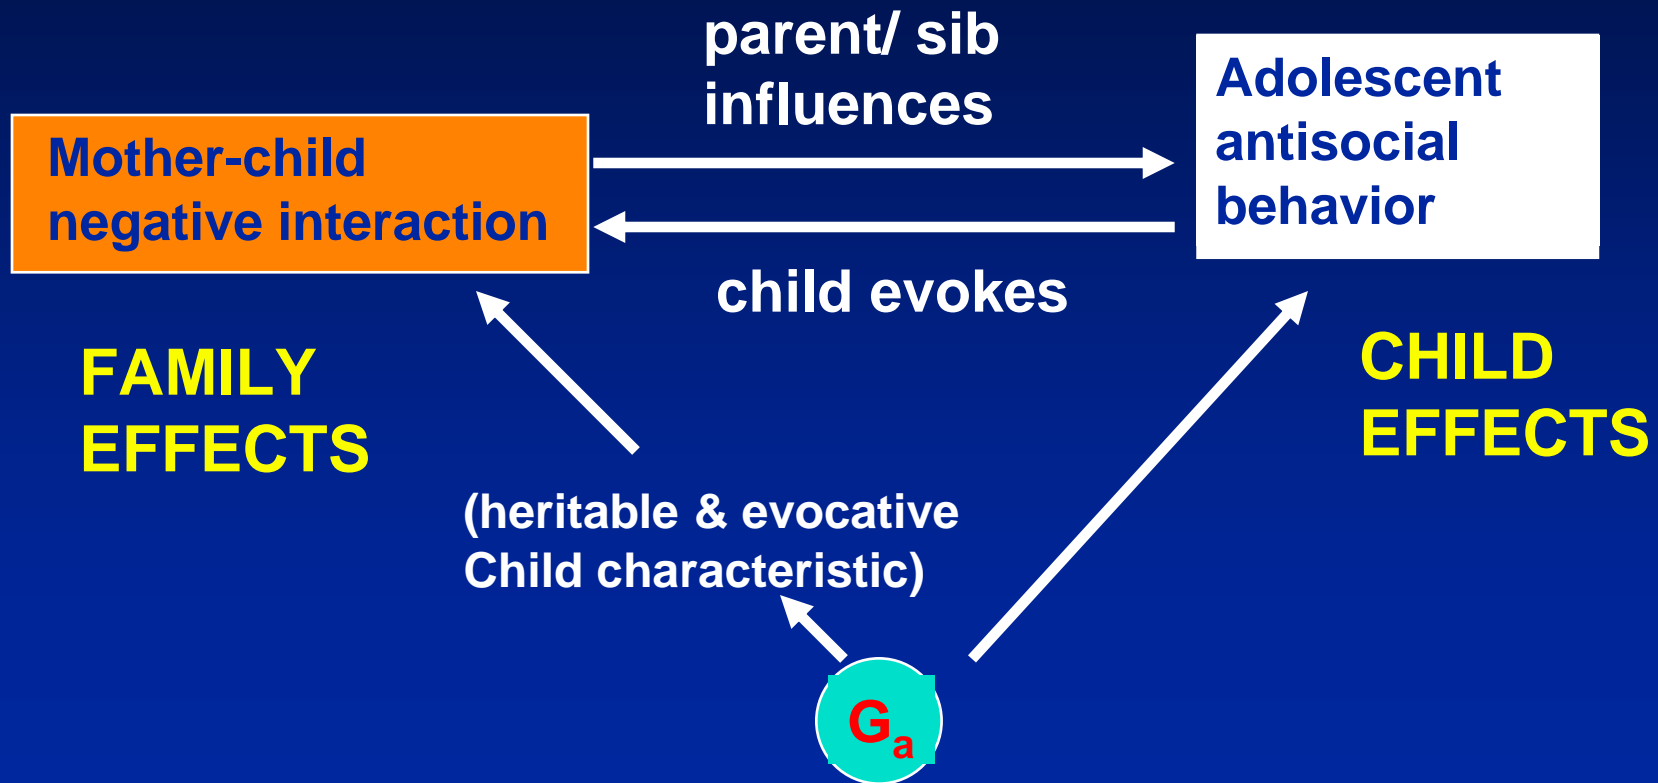 parent/ sib
influences
Mother-child
negative interaction
Adolescent
antisocial
behavior
child evokes
FAMILY
EFFECTS
CHILD
EFFECTS
(heritable & evocative
Child characteristic)
Ga